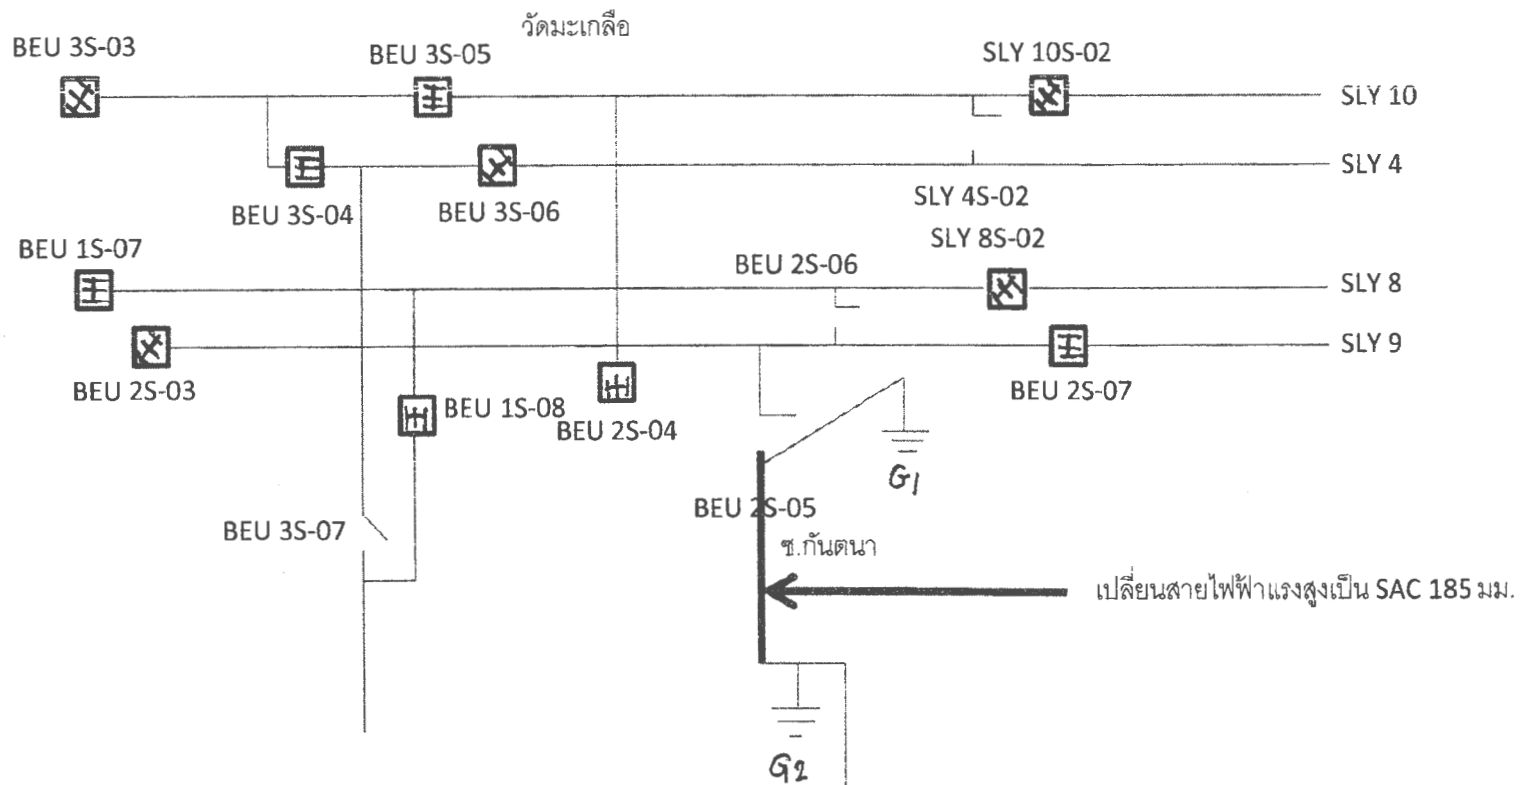 วัดมะเกลือ
BEU 3S-03
BEU 3S-05
SLY 10S-02
SLY 10
SLY 4
BEU 3S-04
BEU 3S-06
SLY 4S-02
BEU 1S-07
BEU 2S-06
SLY 8S-02
SLY 8
SLY 9
BEU 2S-03
BEU 1S-08
BEU 2S-04
BEU 2S-07
G1
BEU 2S-05
BEU 3S-07
ซ.กันตนา
เปลี่ยนสายไฟฟ้าแรงสูงเป็น SAC 185 มม.
G2